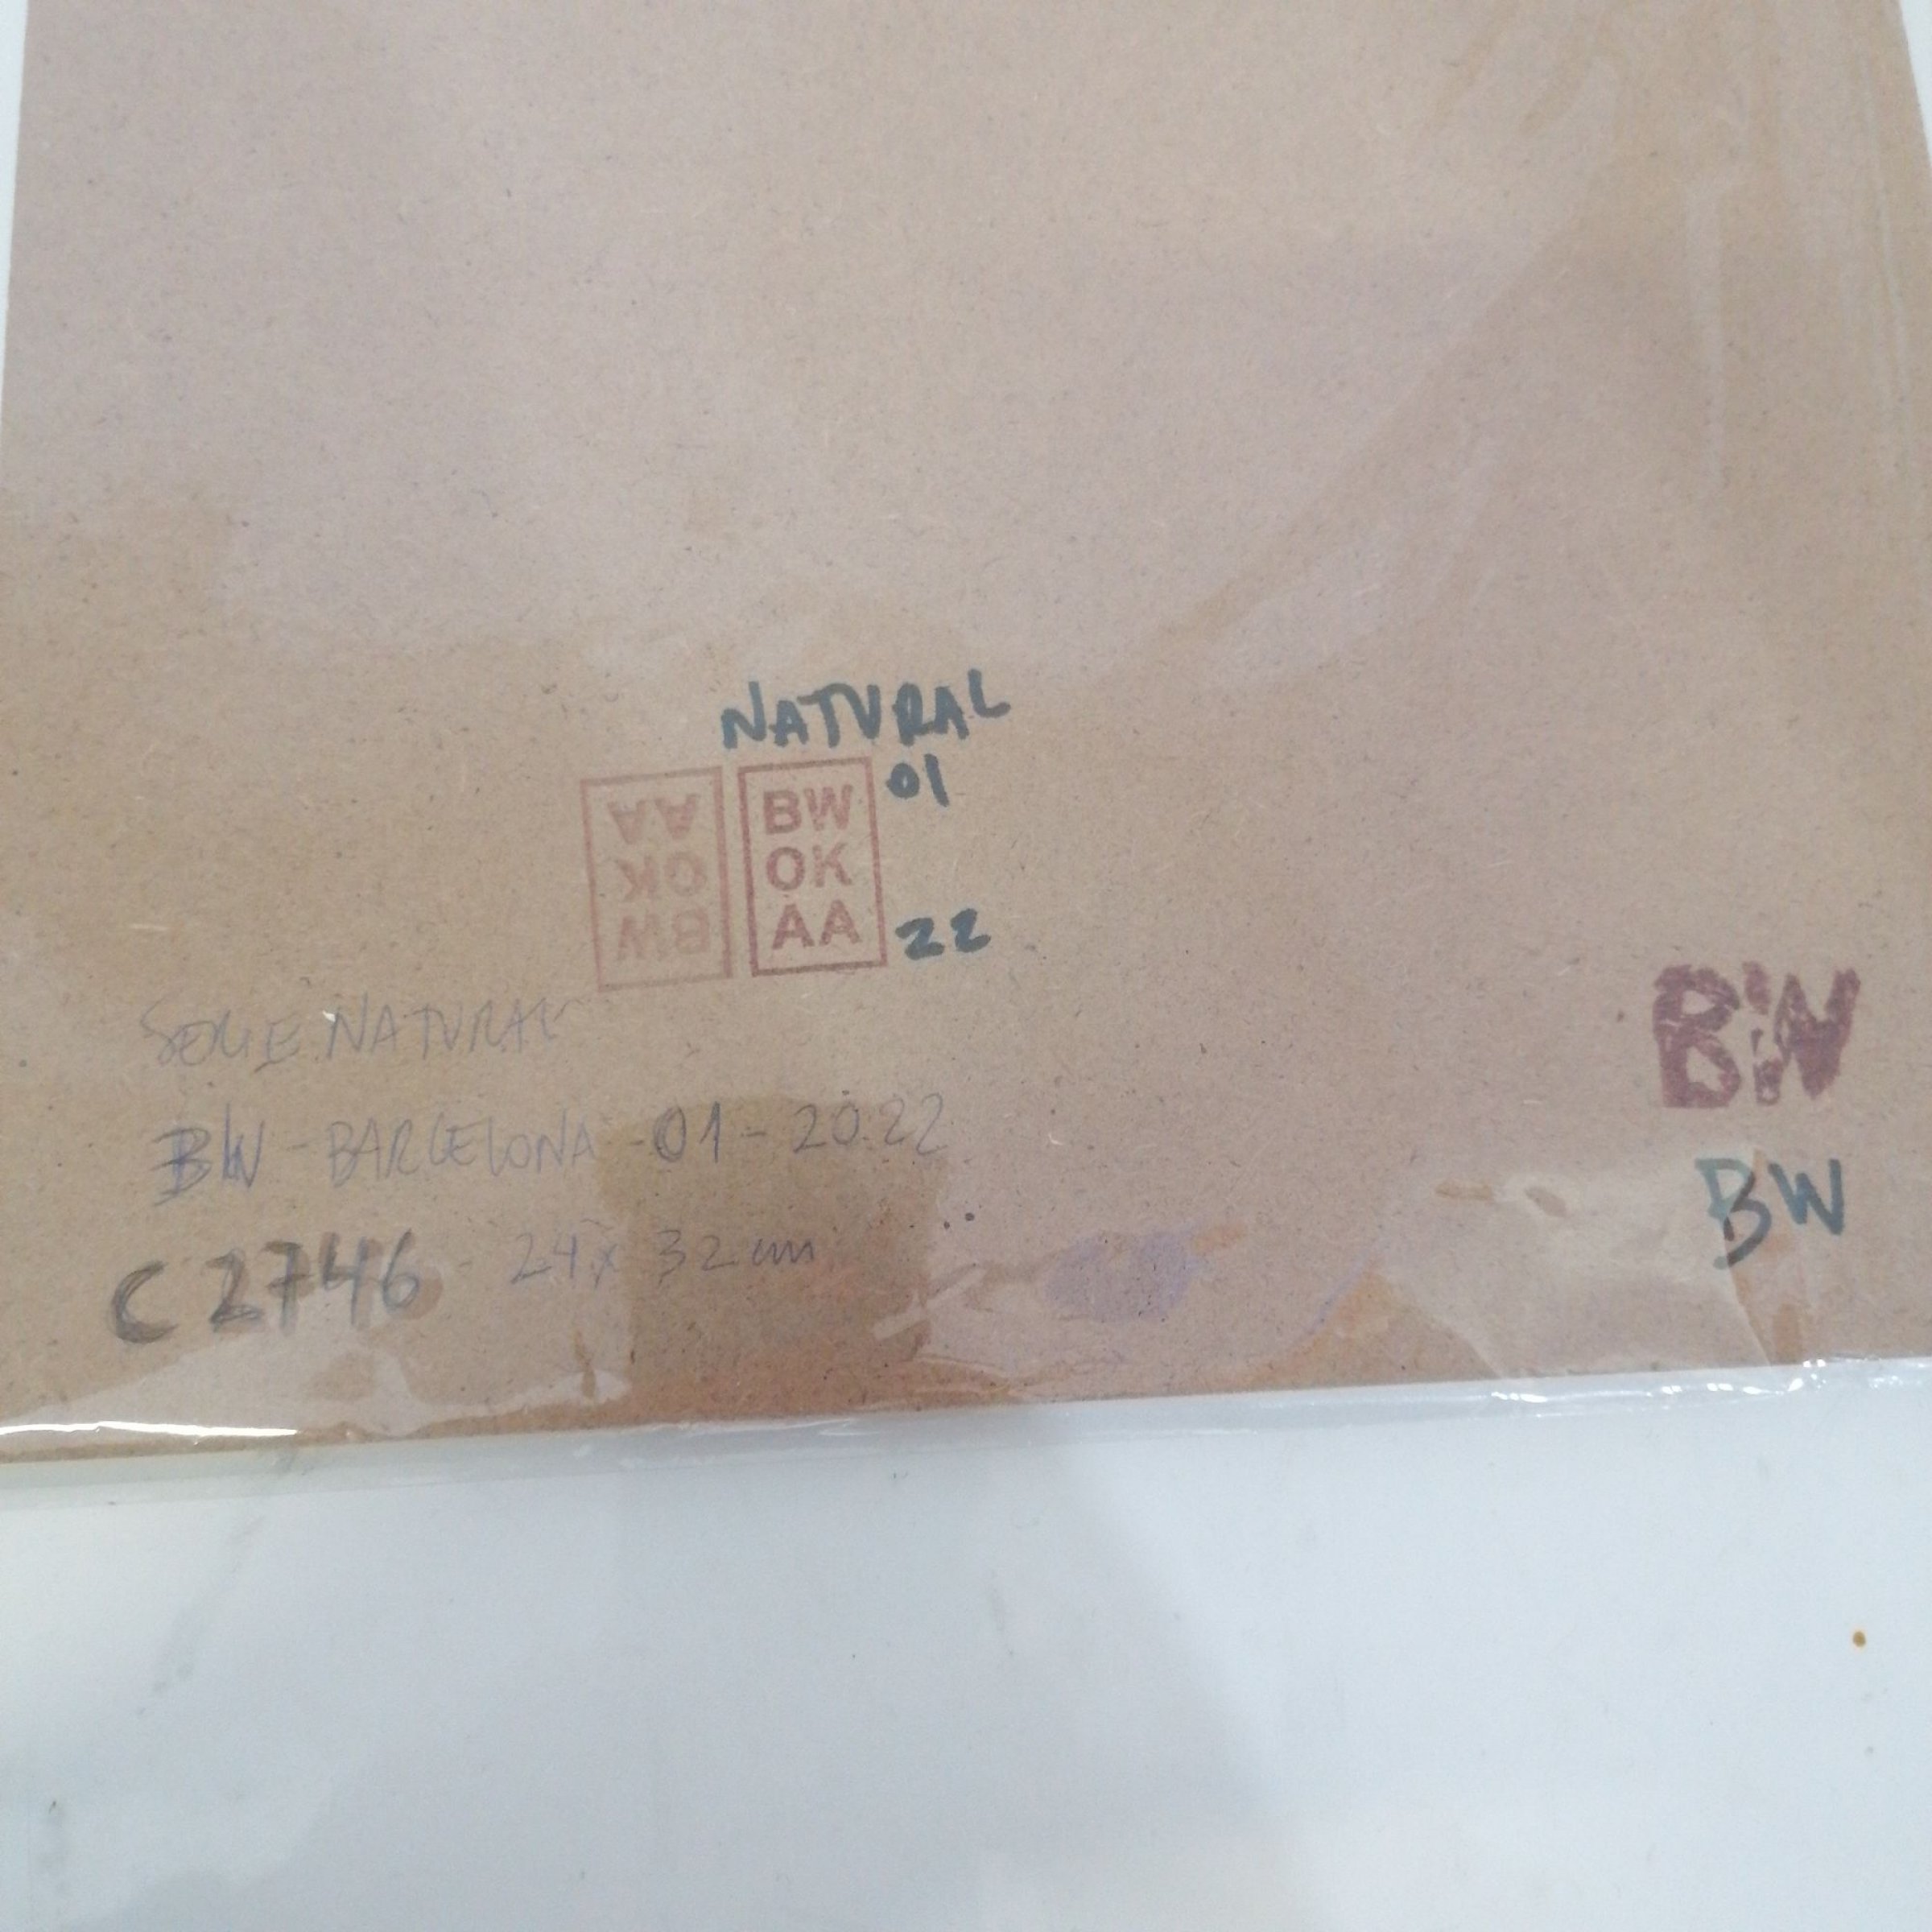 NATURAL
01
BW
OK
AA
BW
OK
AA
22
SERIE NATURAL
BW
BW - BARCELONA - 01 - 2022
BW
C2746 - 24 x 32 cm